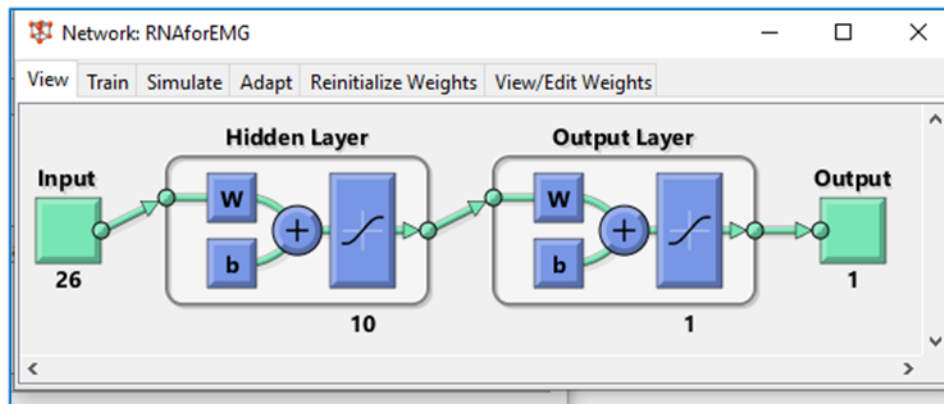 Network: RNAforEMG
View Train Simulate Adapt Reinitialize Weights View/Edit Weights
Hidden Layer Output Layer
Input Output
W W
b b
26 1
10 1